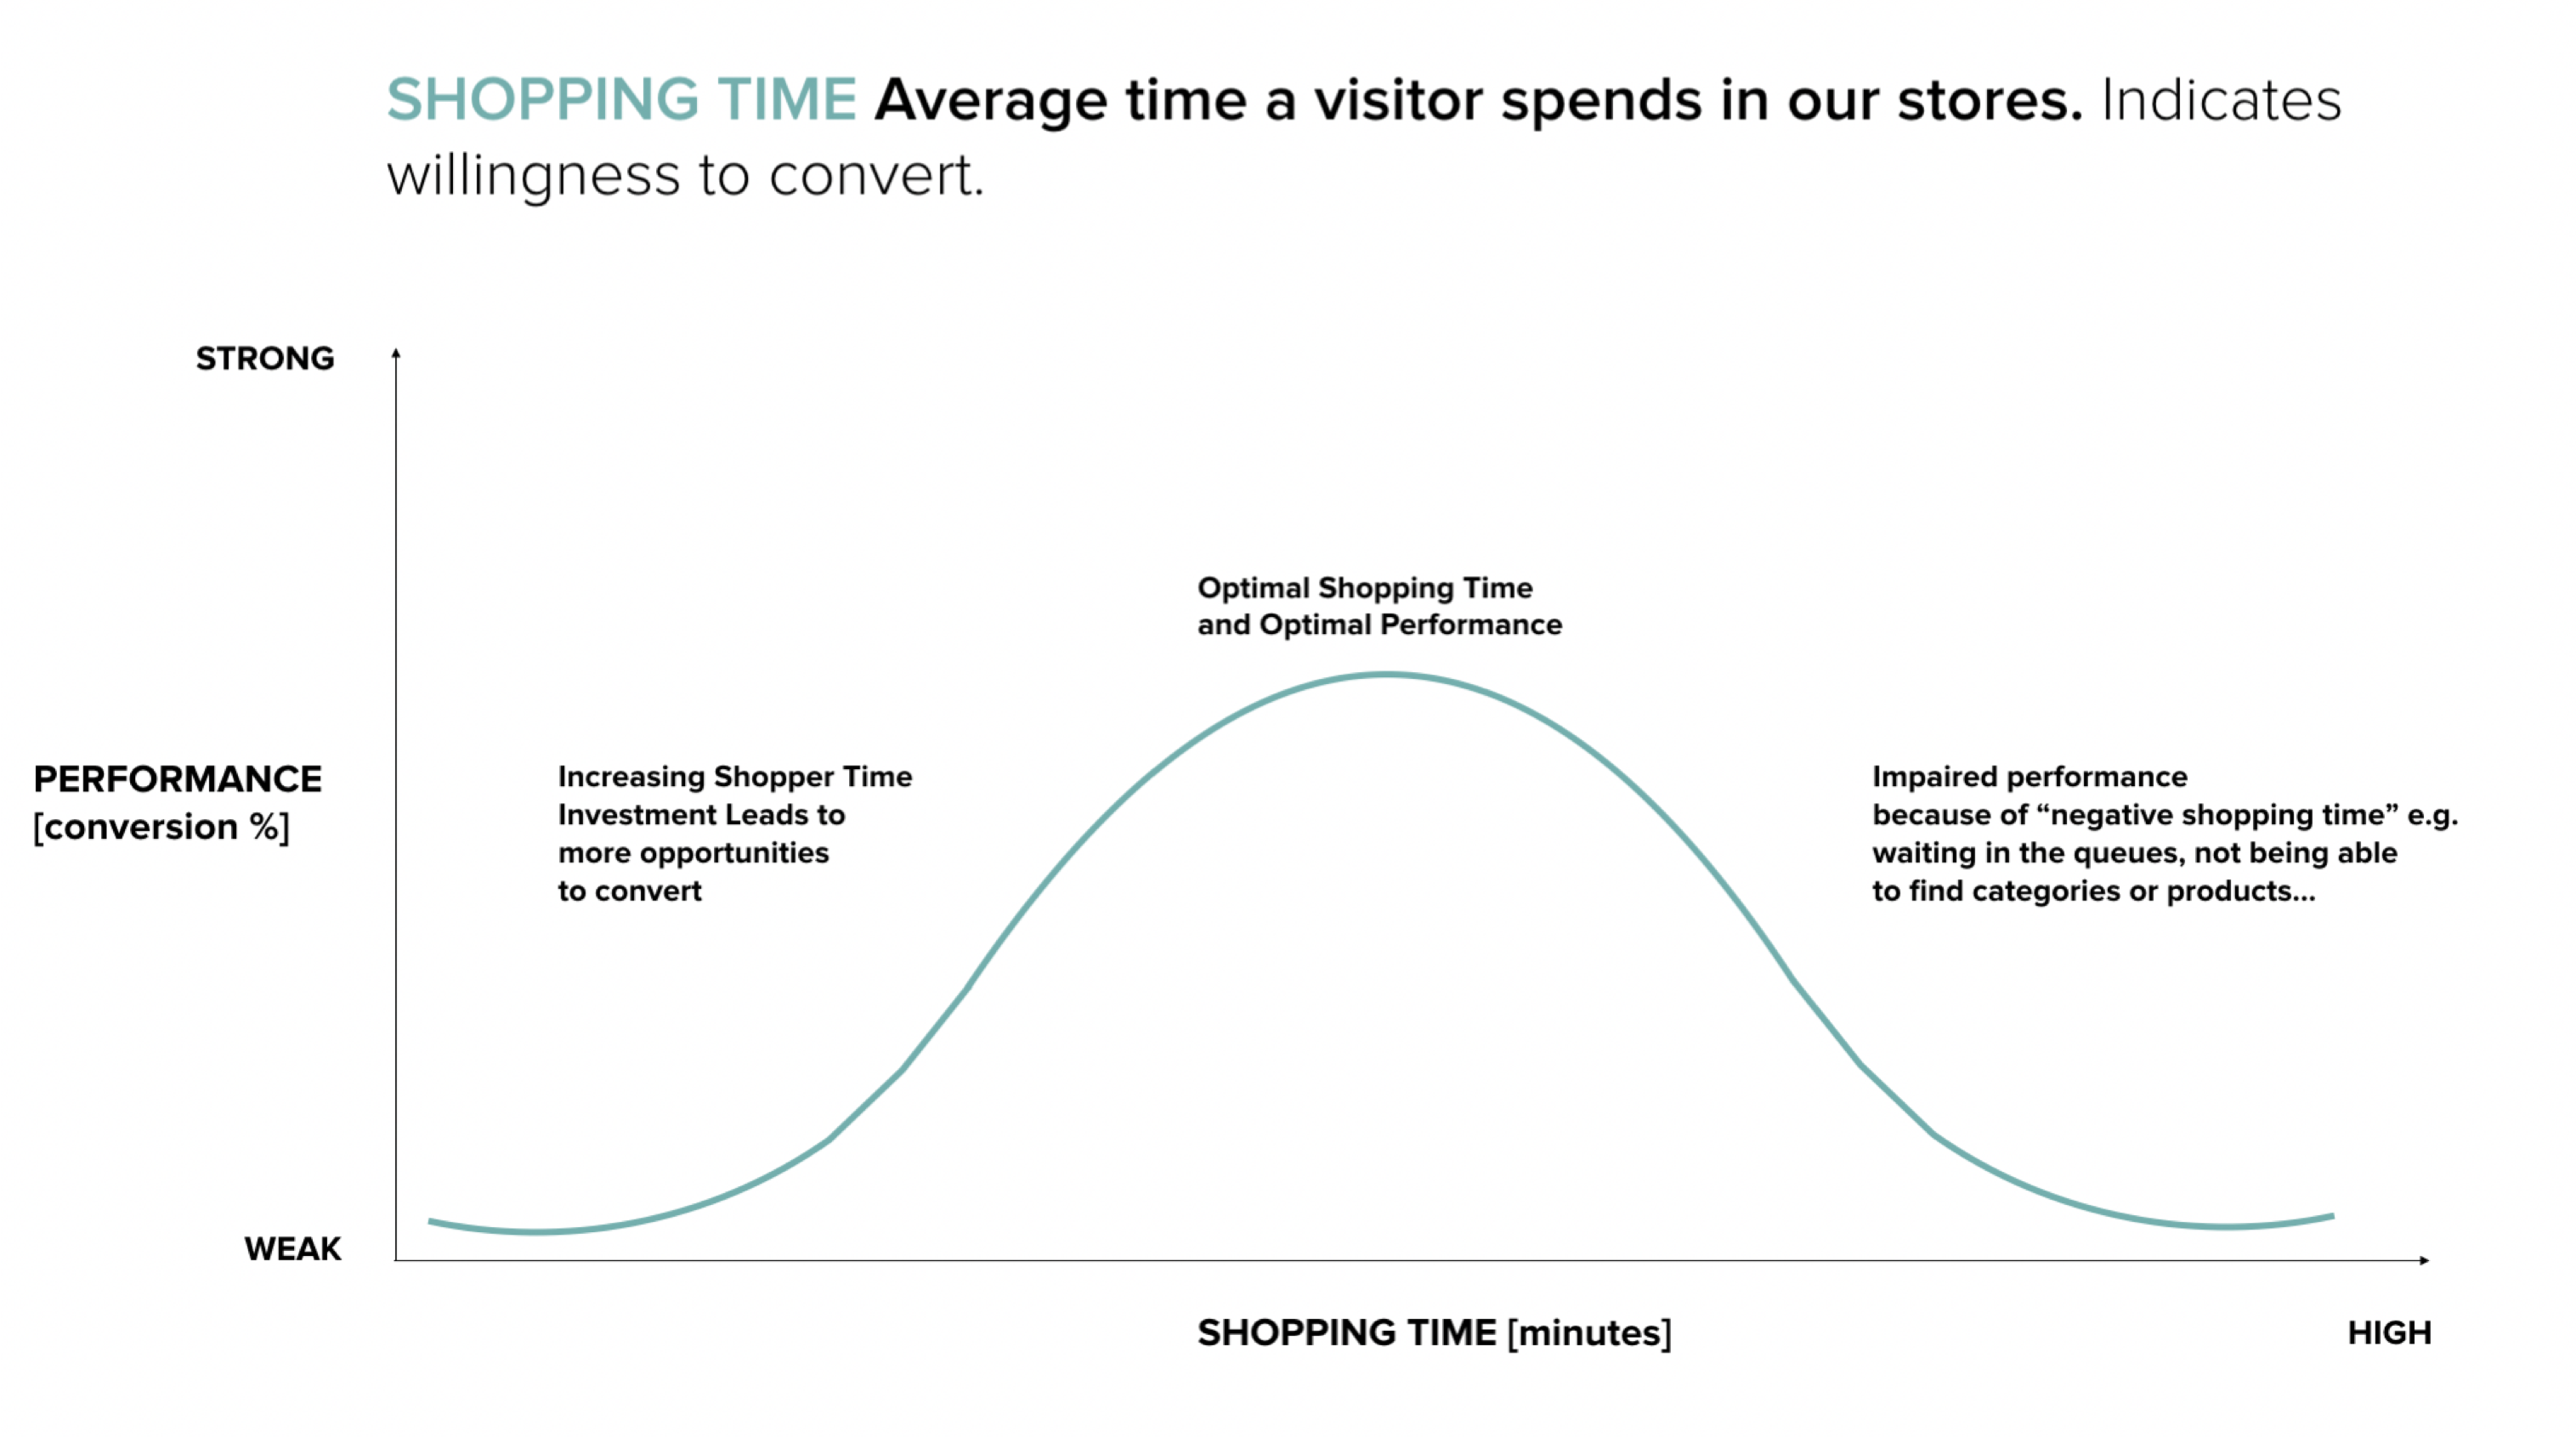 SHOPPING TIME Average time a visitor spends in our stores. Indicates
willingness to convert.
STRONG
Optimal Shopping Time
and Optimal Performance
PERFORMANCE
[conversion %]
Increasing Shopper Time
Investment Leads to
more opportunities
to convert
Impaired performance
because of “negative shopping time” e.g.
waiting in the queues, not being able
to find categories or products...
WEAK
SHOPPING TIME [minutes]
HIGH